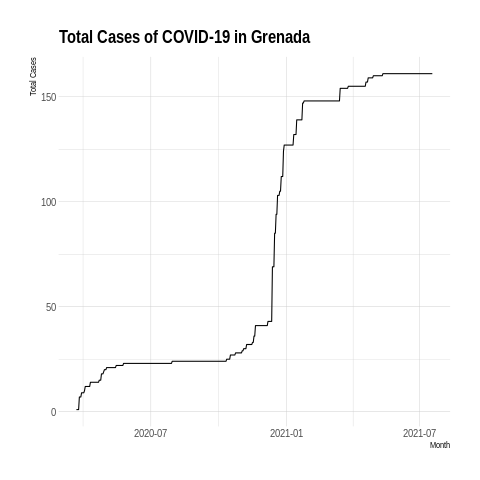 Total Cases of COVID-19 in Grenada
Total Cases
150
100
50
0
2020-07
2021-01
2021-07
Month